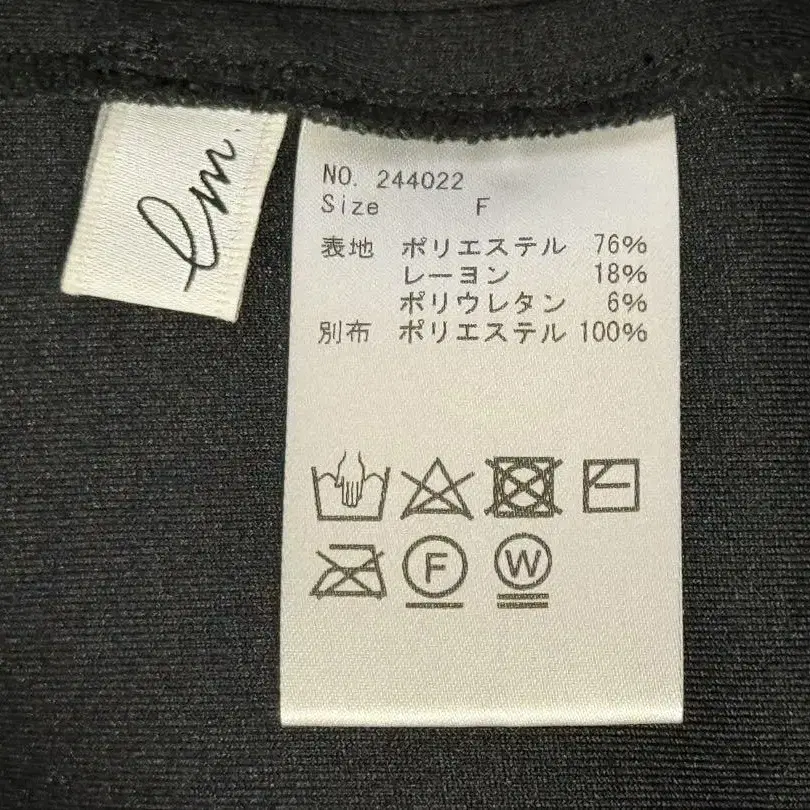 lm.
NO. 244022
Size F
表地 ポリエステル 76%
レーヨン 18%
ポリウレタン 6%
別布 ポリエステル 100%
F W